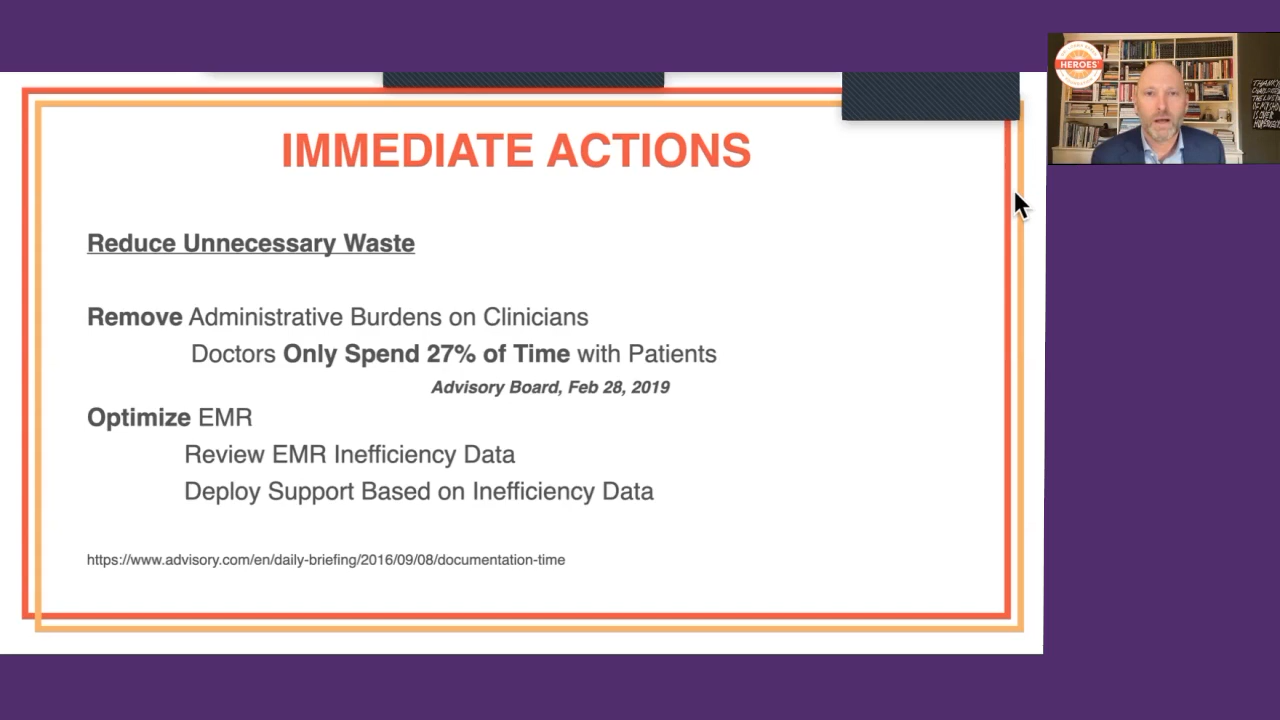 IMMEDIATE ACTIONS
Reduce Unnecessary Waste
Remove Administrative Burdens on Clinicians
Doctors Only Spend 27% of Time with Patients
Advisory Board, Feb 28, 2019
Optimize EMR
Review EMR Inefficiency Data
Deploy Support Based on Inefficiency Data
https://www.advisory.com/en/daily-briefing/2016/09/08/documentation-time
HEROES'